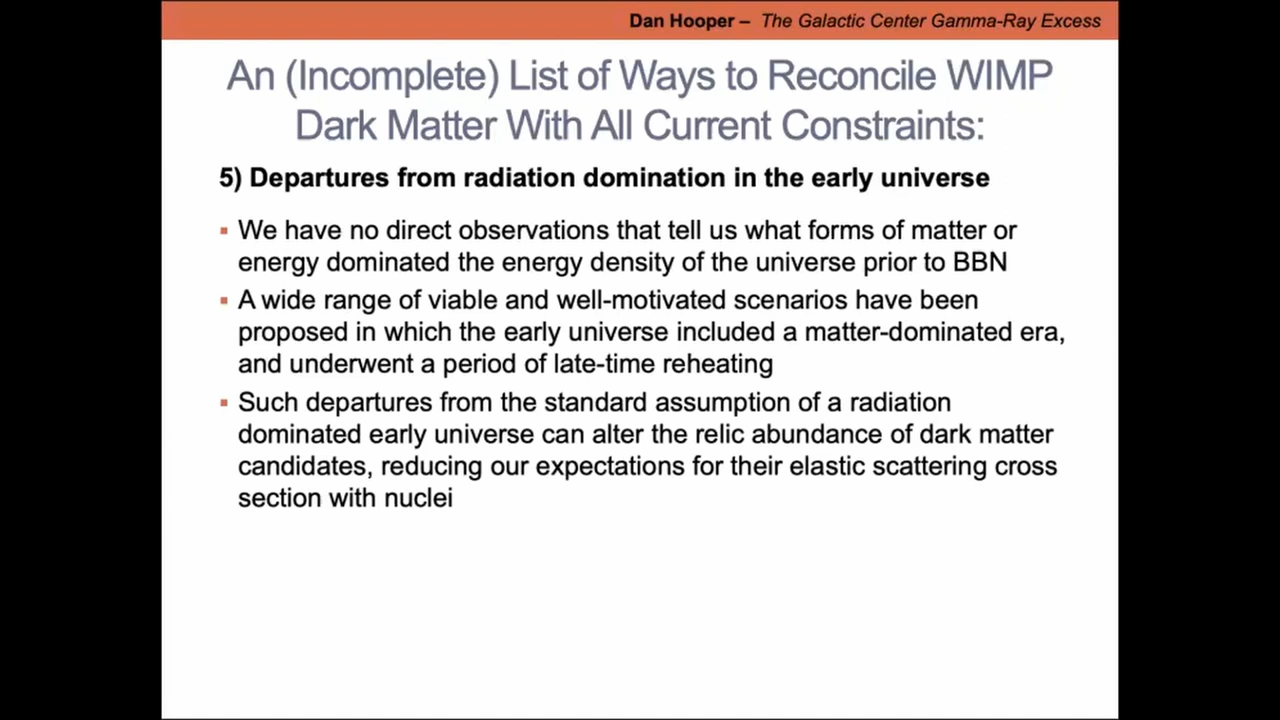 Dan Hooper – The Galactic Center Gamma-Ray Excess
An (Incomplete) List of Ways to Reconcile WIMP
Dark Matter With All Current Constraints:
5) Departures from radiation domination in the early universe
▪ We have no direct observations that tell us what forms of matter or
energy dominated the energy density of the universe prior to BBN
▪ A wide range of viable and well-motivated scenarios have been
proposed in which the early universe included a matter-dominated era,
and underwent a period of late-time reheating
▪ Such departures from the standard assumption of a radiation
dominated early universe can alter the relic abundance of dark matter
candidates, reducing our expectations for their elastic scattering cross
section with nuclei